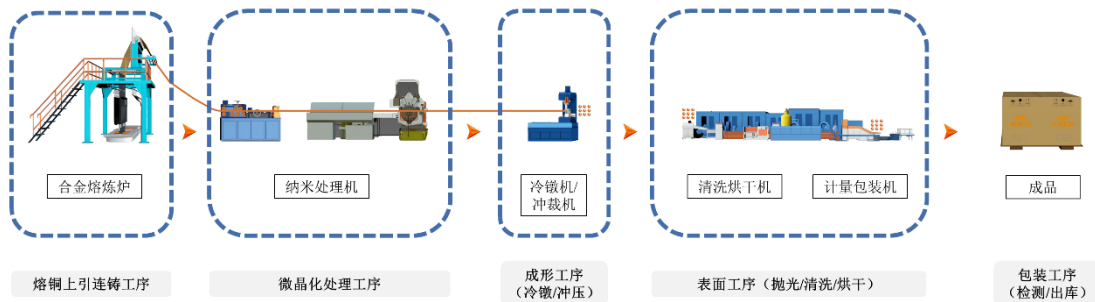 合金熔炼炉
纳米处理机
冷镦机/
冲裁机
清洗烘干机
计量包装机
成品
熔铜上引连铸工序
微晶化处理工序
成形工序
（冷镦/冲压）
表面工序（抛光/清洗/烘干）
包装工序
（检测/出库）